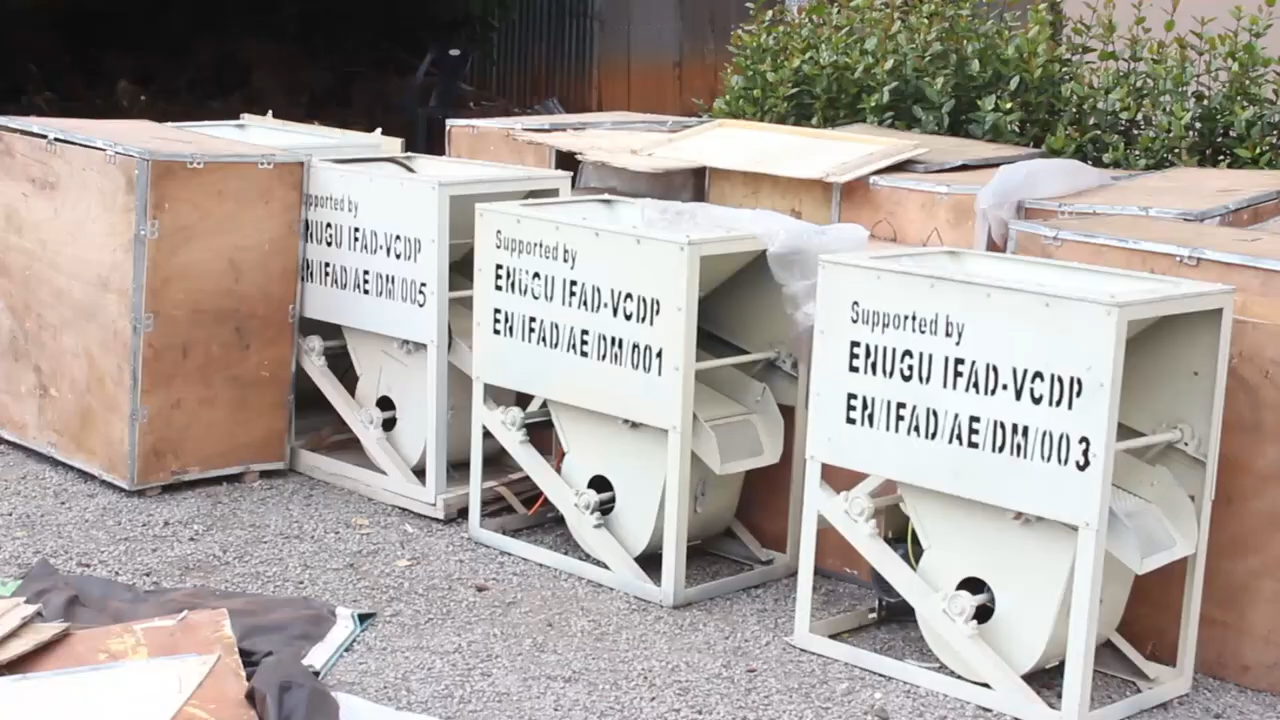 Supported by
ENUGU IFAD-VCDP
EN/IFAD/AE/DM/005
Supported by
ENUGU IFAD-VCDP
EN/IFAD/AE/DM/001
Supported by
ENUGU IFAD-VCDP
EN/IFAD/AE/DM/003